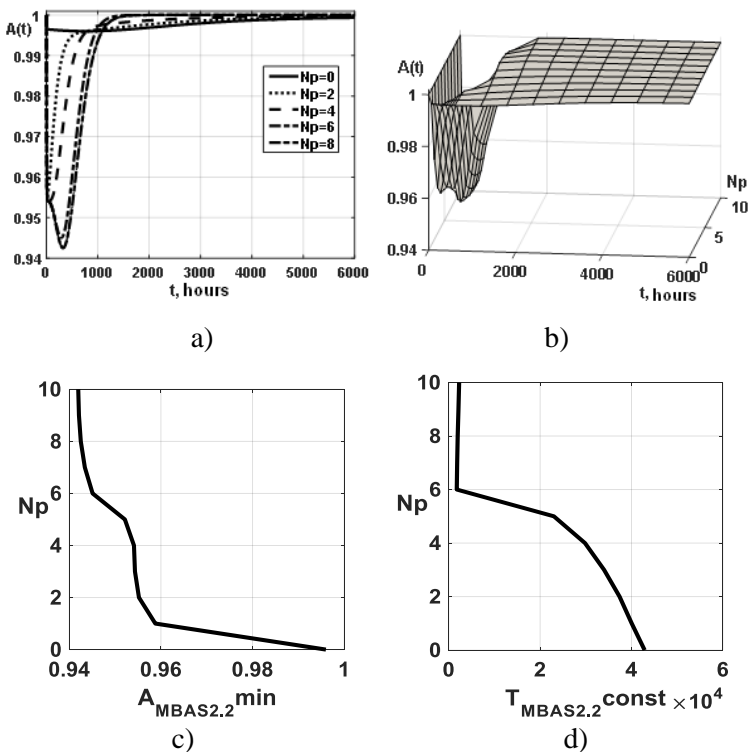 A(t)
1
0.99
0.98
0.97
0.96
0.95
0.94
Np=0
Np=2
Np=4
Np=6
Np=8
0 1000 2000 3000 4000 5000 6000
t, hours
a)
A(t)
1
0.98
0.96
0.94
Np
10
5
0
0 2000 4000 6000
t, hours
b)
10
8
Np 6
4
2
0
0.94 0.96 0.98 1
A_MBAS2.2 min
c)
10
8
Np 6
4
2
0
0 2 4 6
T_MBAS2.2 const ×10^4
d)